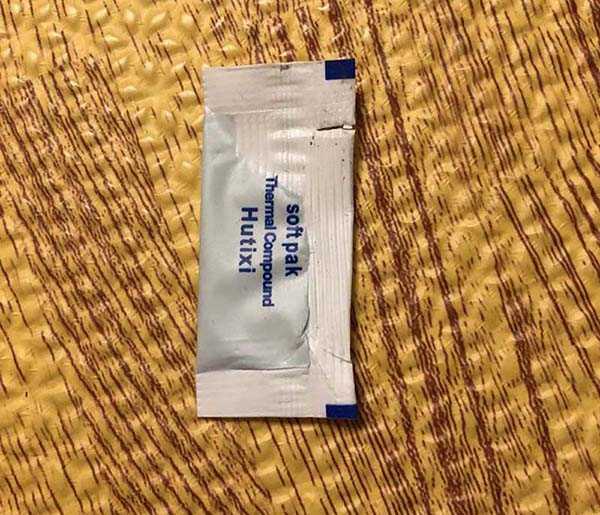 soft pak
Thermal Compound
Hutixi